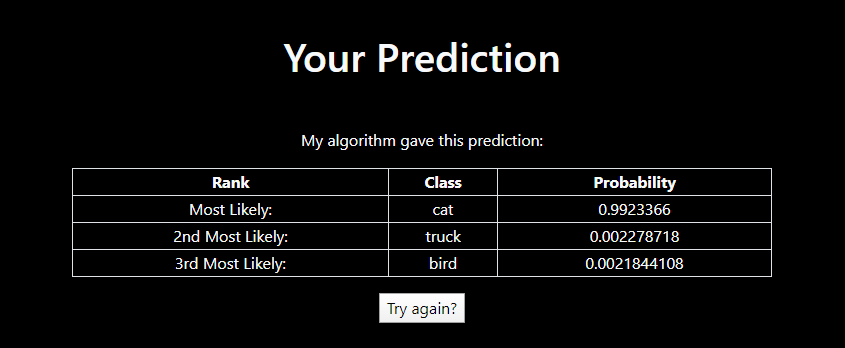 Your Prediction
My algorithm gave this prediction:
Rank Class Probability
Most Likely: cat 0.9923366
2nd Most Likely: truck 0.002278718
3rd Most Likely: bird 0.0021844108
Try again?